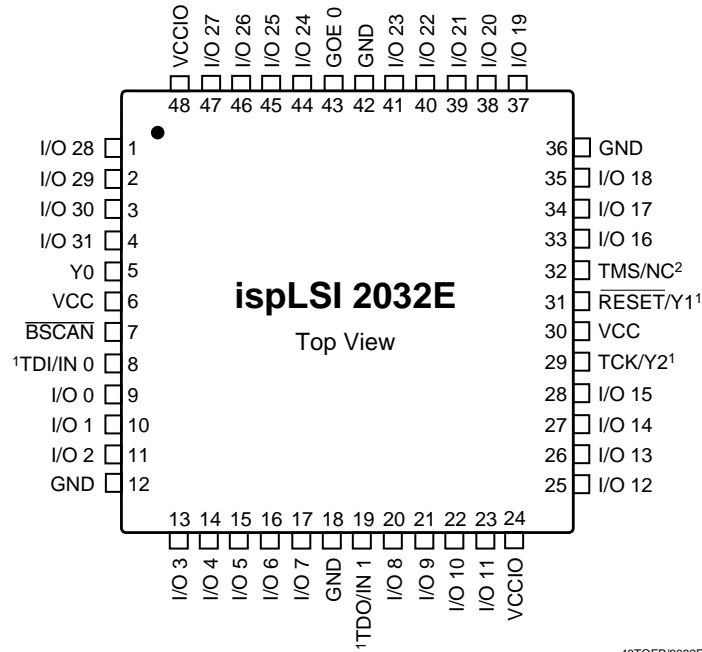 VCCIO
I/O 27
I/O 26
I/O 25
I/O 24
GOE 0
GND
I/O 23
I/O 22
I/O 21
I/O 20
I/O 19
48 47 46 45 44 43 42 41 40 39 38 37
I/O 28 1
I/O 29 2
I/O 30 3
I/O 31 4
Y0 5
VCC 6
BSCAN 7
¹TDI/IN 0 8
I/O 0 9
I/O 1 10
I/O 2 11
GND 12
ispLSI 2032E
Top View
36 GND
35 I/O 18
34 I/O 17
33 I/O 16
32 TMS/NC²
31 RESET/Y1¹
30 VCC
29 TCK/Y2¹
28 I/O 15
27 I/O 14
26 I/O 13
25 I/O 12
13 14 15 16 17 18 19 20 21 22 23 24
I/O 3
I/O 4
I/O 5
I/O 6
I/O 7
GND
¹TDO/IN 1
I/O 8
I/O 9
I/O 10
I/O 11
VCCIO